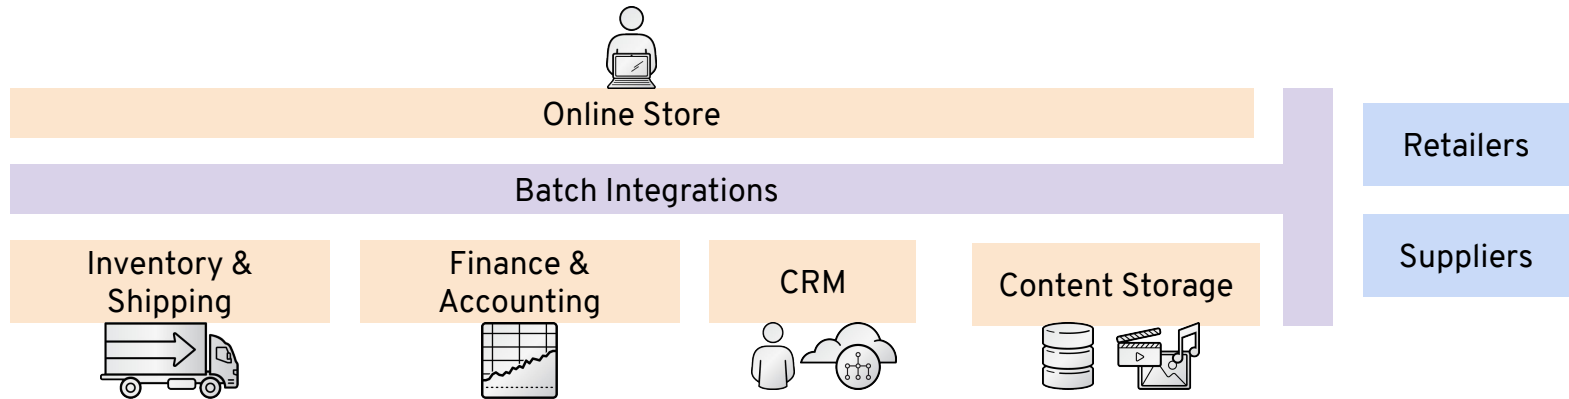 Online Store
Retailers
Batch Integrations
Suppliers
Inventory &
Shipping
Finance &
Accounting
CRM
Content Storage